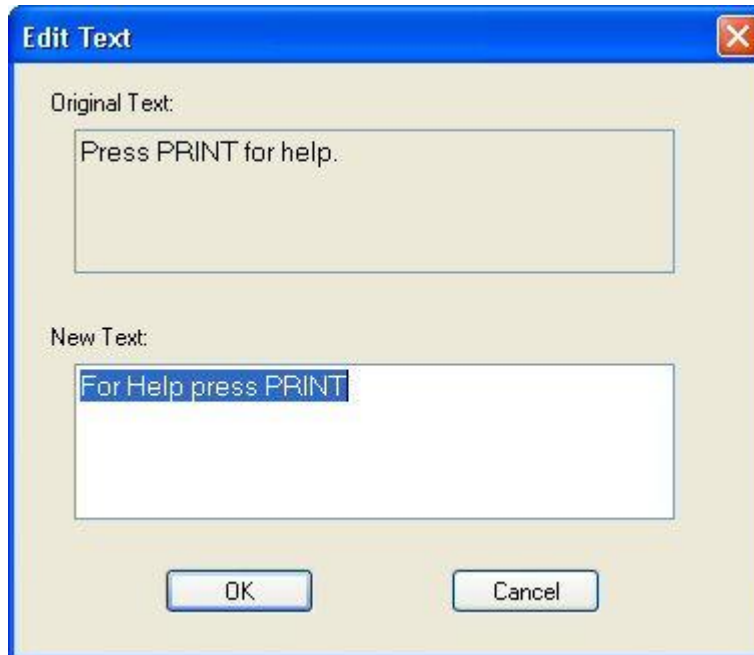 Edit Text
Original Text:
Press PRINT for help.
New Text:
For Help press PRINT
OK
Cancel